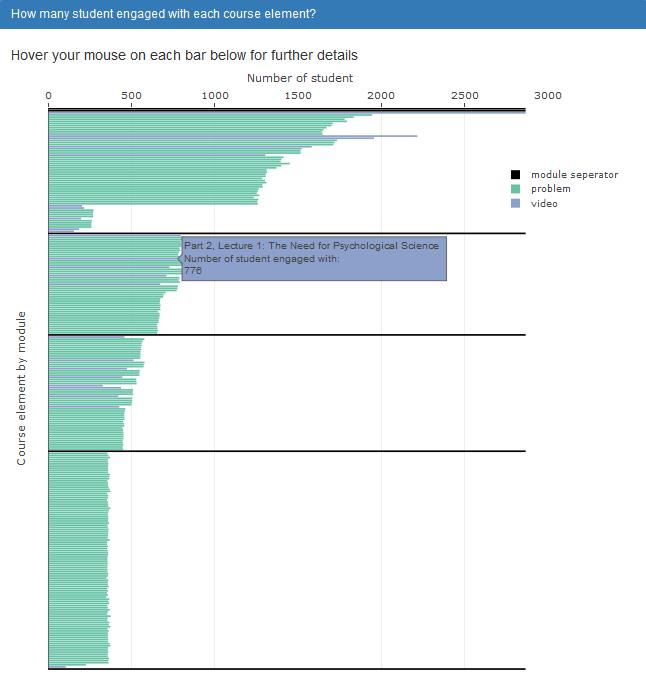 How many student engaged with each course element?
Hover your mouse on each bar below for further details
Number of student
0 500 1000 1500 2000 2500 3000
module seperator
problem
video
Part 2, Lecture 1: The Need for Psychological Science
Number of student engaged with:
776
Course element by module